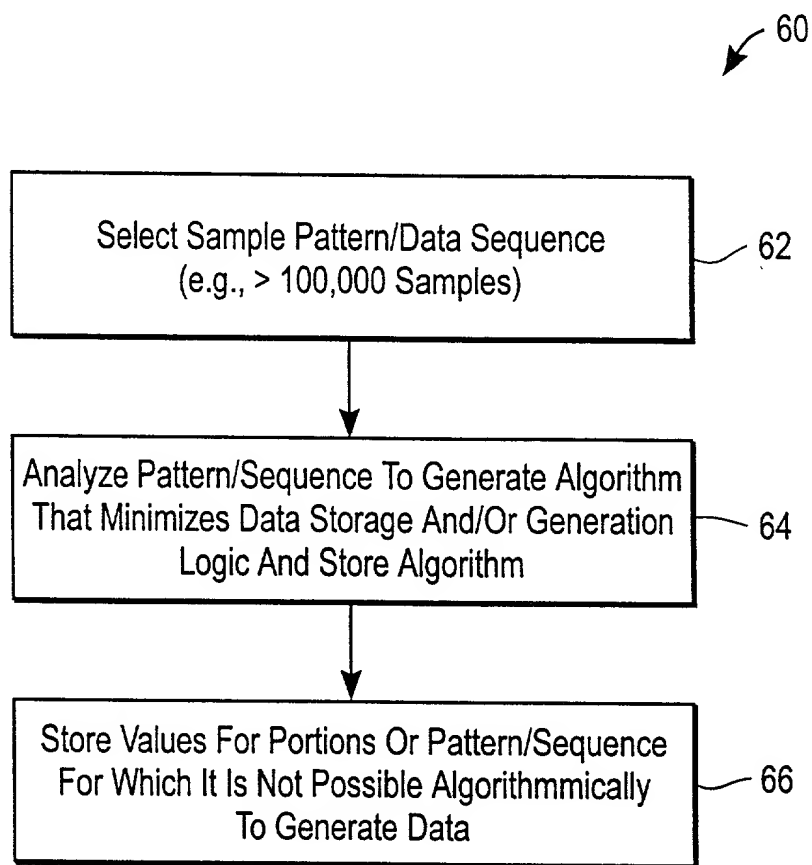 60
Select Sample Pattern/Data Sequence
(e.g., > 100,000 Samples)
62
Analyze Pattern/Sequence To Generate Algorithm
That Minimizes Data Storage And/Or Generation
Logic And Store Algorithm
64
Store Values For Portions Or Pattern/Sequence
For Which It Is Not Possible Algorithmmically
To Generate Data
66